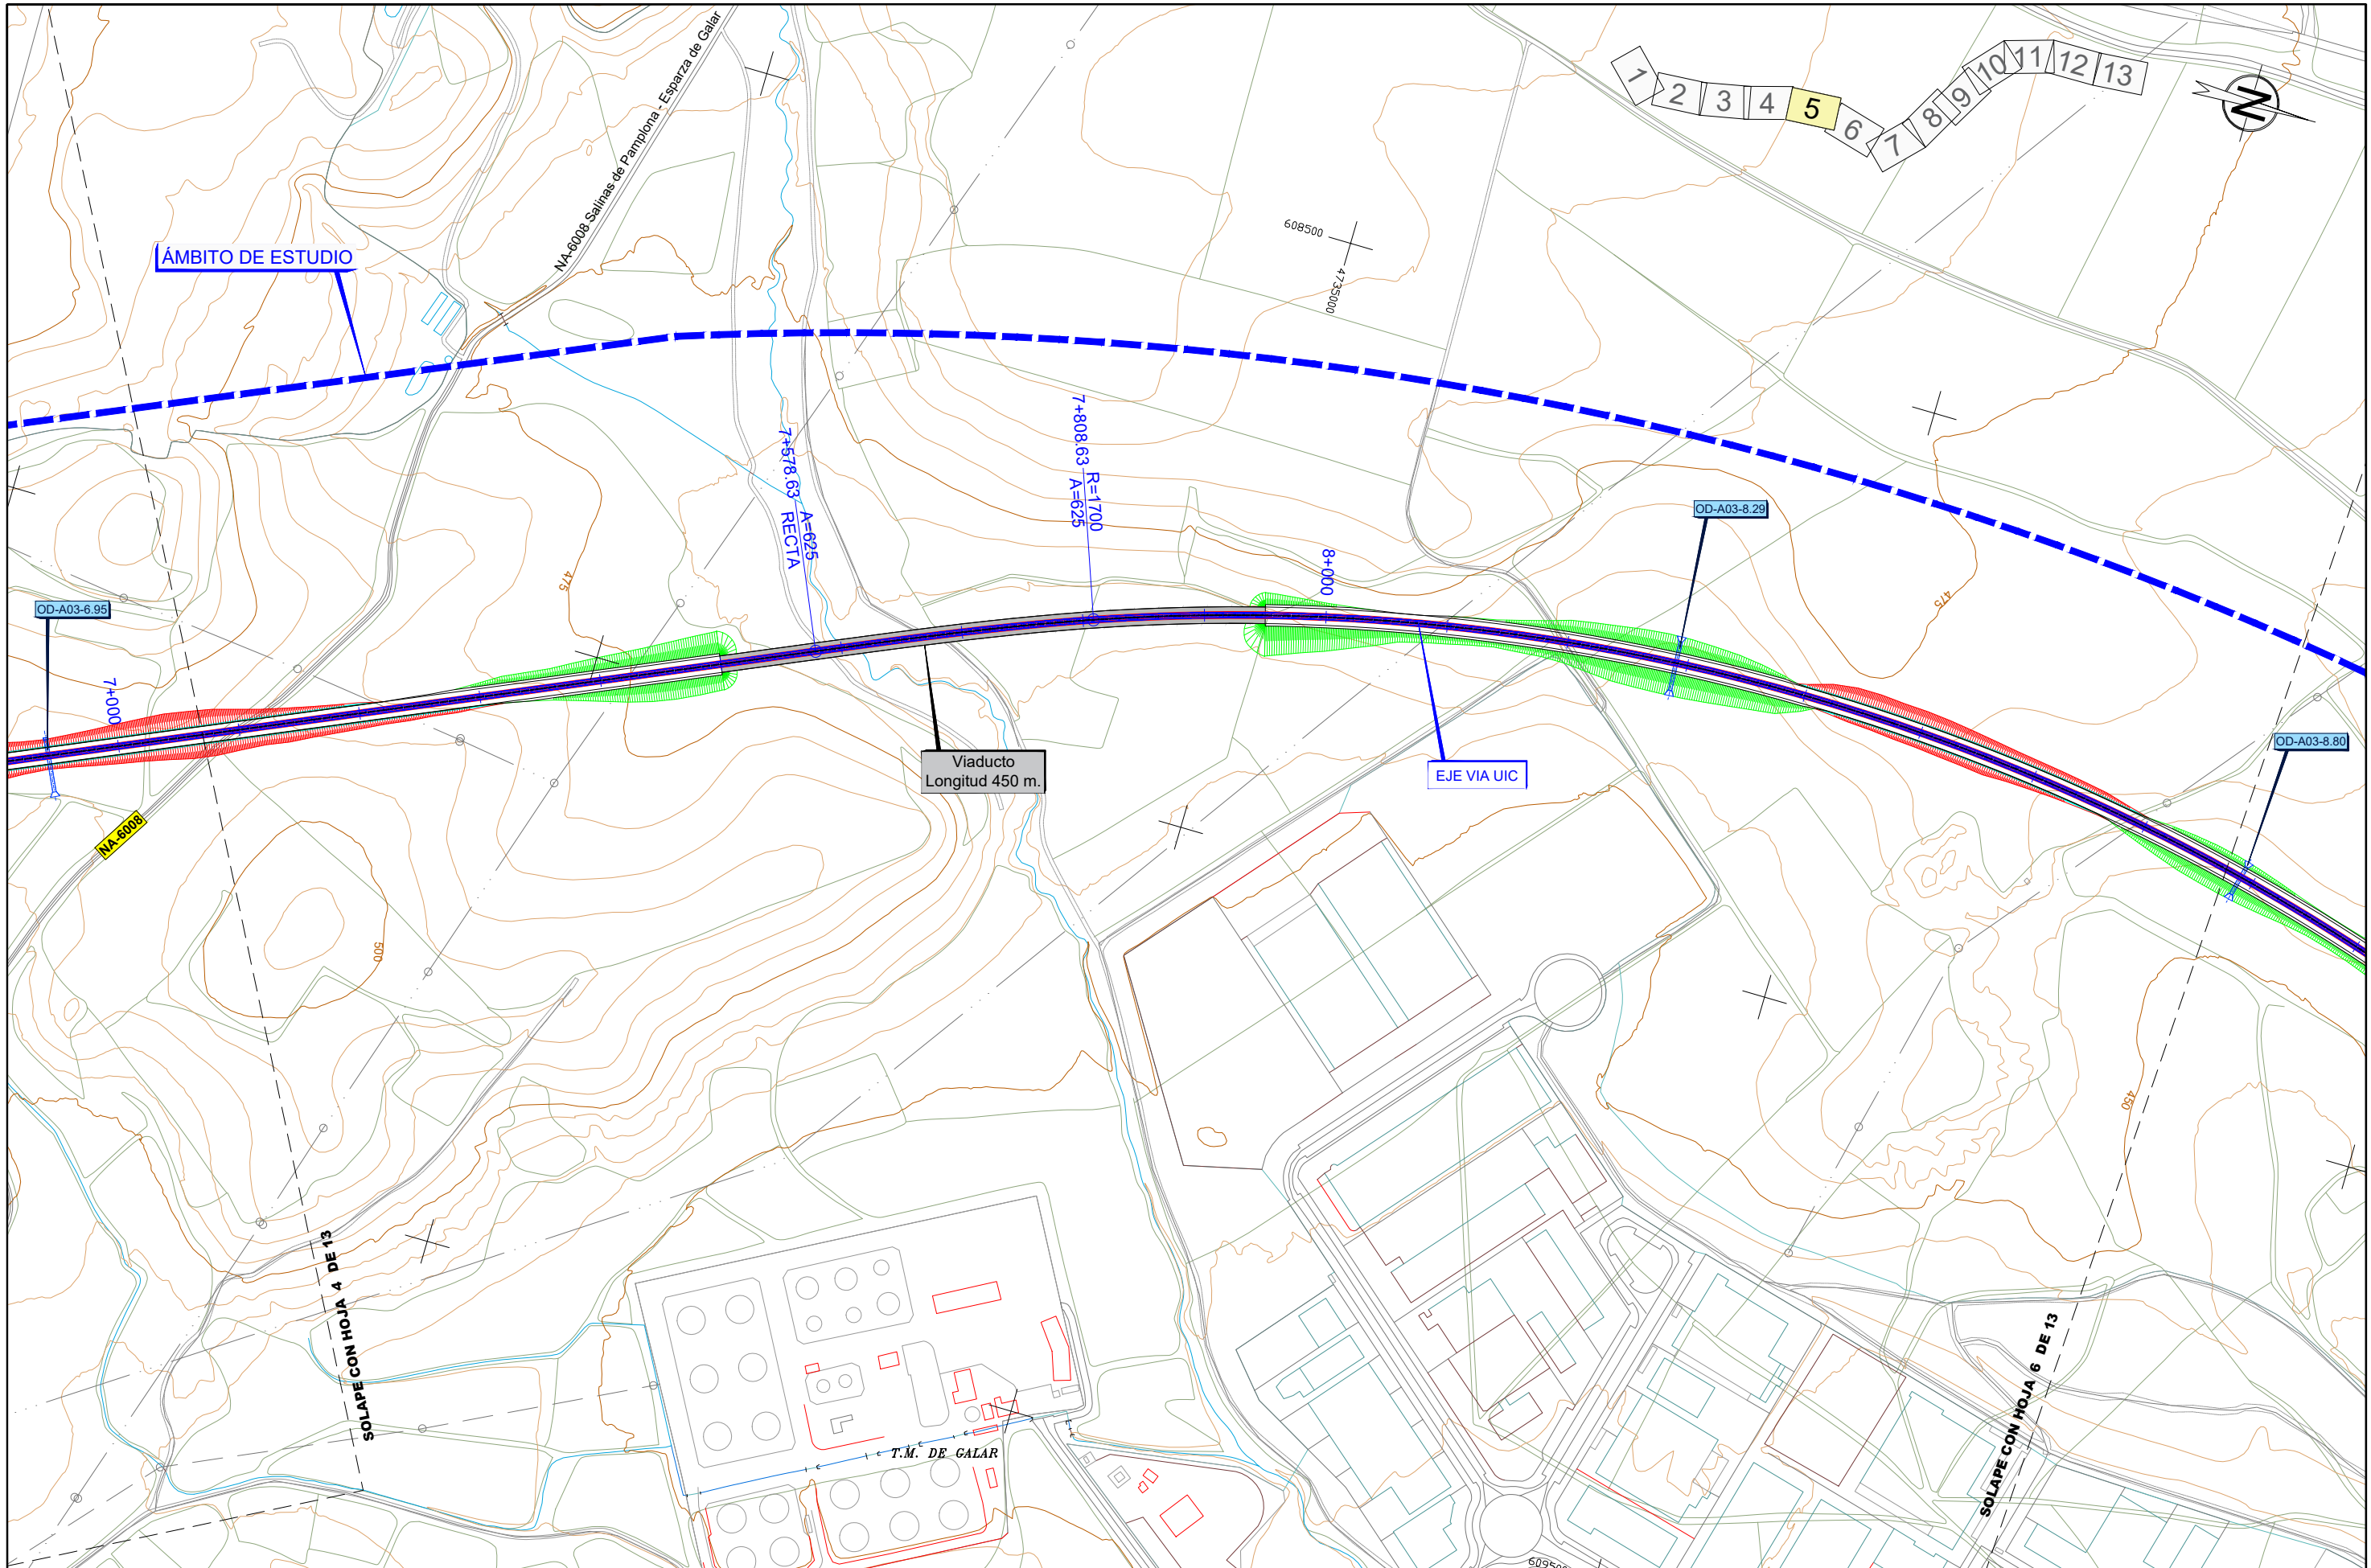 NA-6008 Salinas de Pamplona - Esparza de Galar
1
2
3
4
5
6
7
8
9
10
11
12
13
N
ÁMBITO DE ESTUDIO
608500
4735000
7+578.63
A=625
RECTA
7+808.63
R=1700
A=625
8+000
OD-A03-8.29
475
475
OD-A03-6.95
7+000
Viaducto
Longitud 450 m.
EJE VIA UIC
OD-A03-8.80
NA-6008
500
450
SOLAPE CON HOJA 4 DE 13
SOLAPE CON HOJA 6 DE 13
T.M. DE GALAR